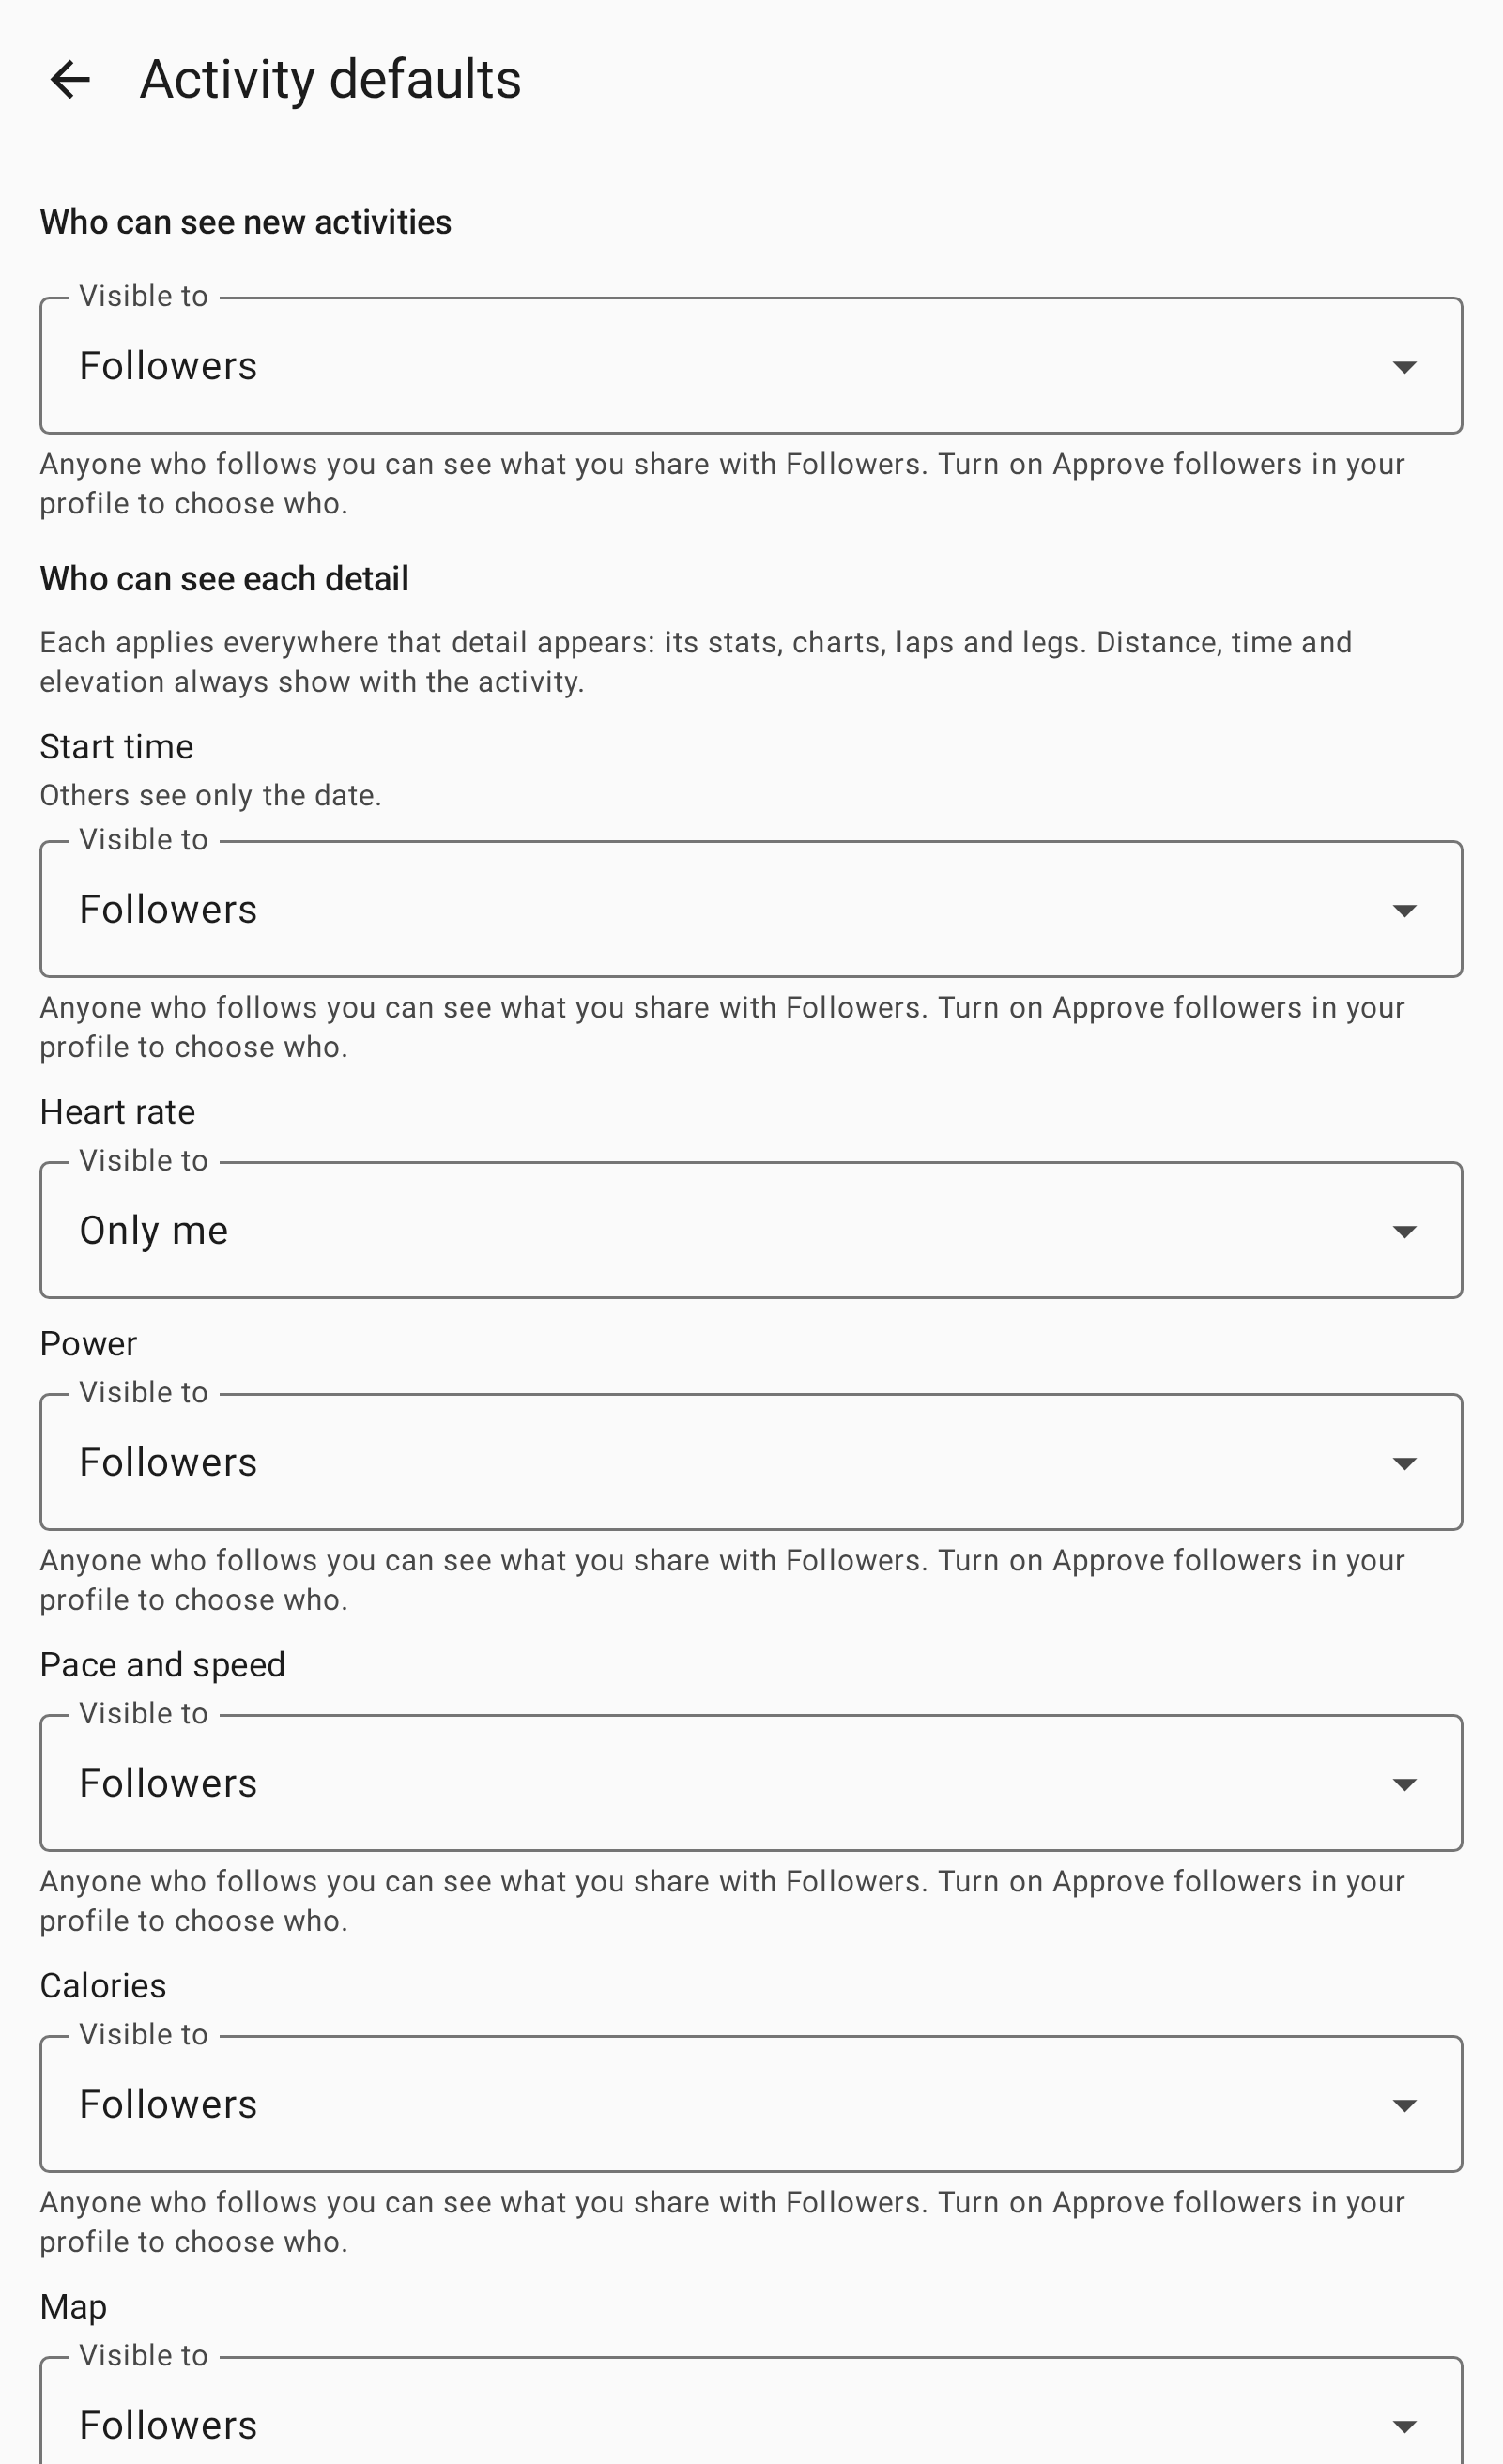 Activity defaults
Who can see new activities
Visible to
Followers
Anyone who follows you can see what you share with Followers. Turn on Approve followers in your
profile to choose who.
Who can see each detail
Each applies everywhere that detail appears: its stats, charts, laps and legs. Distance, time and
elevation always show with the activity.
Start time
Others see only the date.
Visible to
Followers
Anyone who follows you can see what you share with Followers. Turn on Approve followers in your
profile to choose who.
Heart rate
Visible to
Only me
Power
Visible to
Followers
Anyone who follows you can see what you share with Followers. Turn on Approve followers in your
profile to choose who.
Pace and speed
Visible to
Followers
Anyone who follows you can see what you share with Followers. Turn on Approve followers in your
profile to choose who.
Calories
Visible to
Followers
Anyone who follows you can see what you share with Followers. Turn on Approve followers in your
profile to choose who.
Map
Visible to
Followers